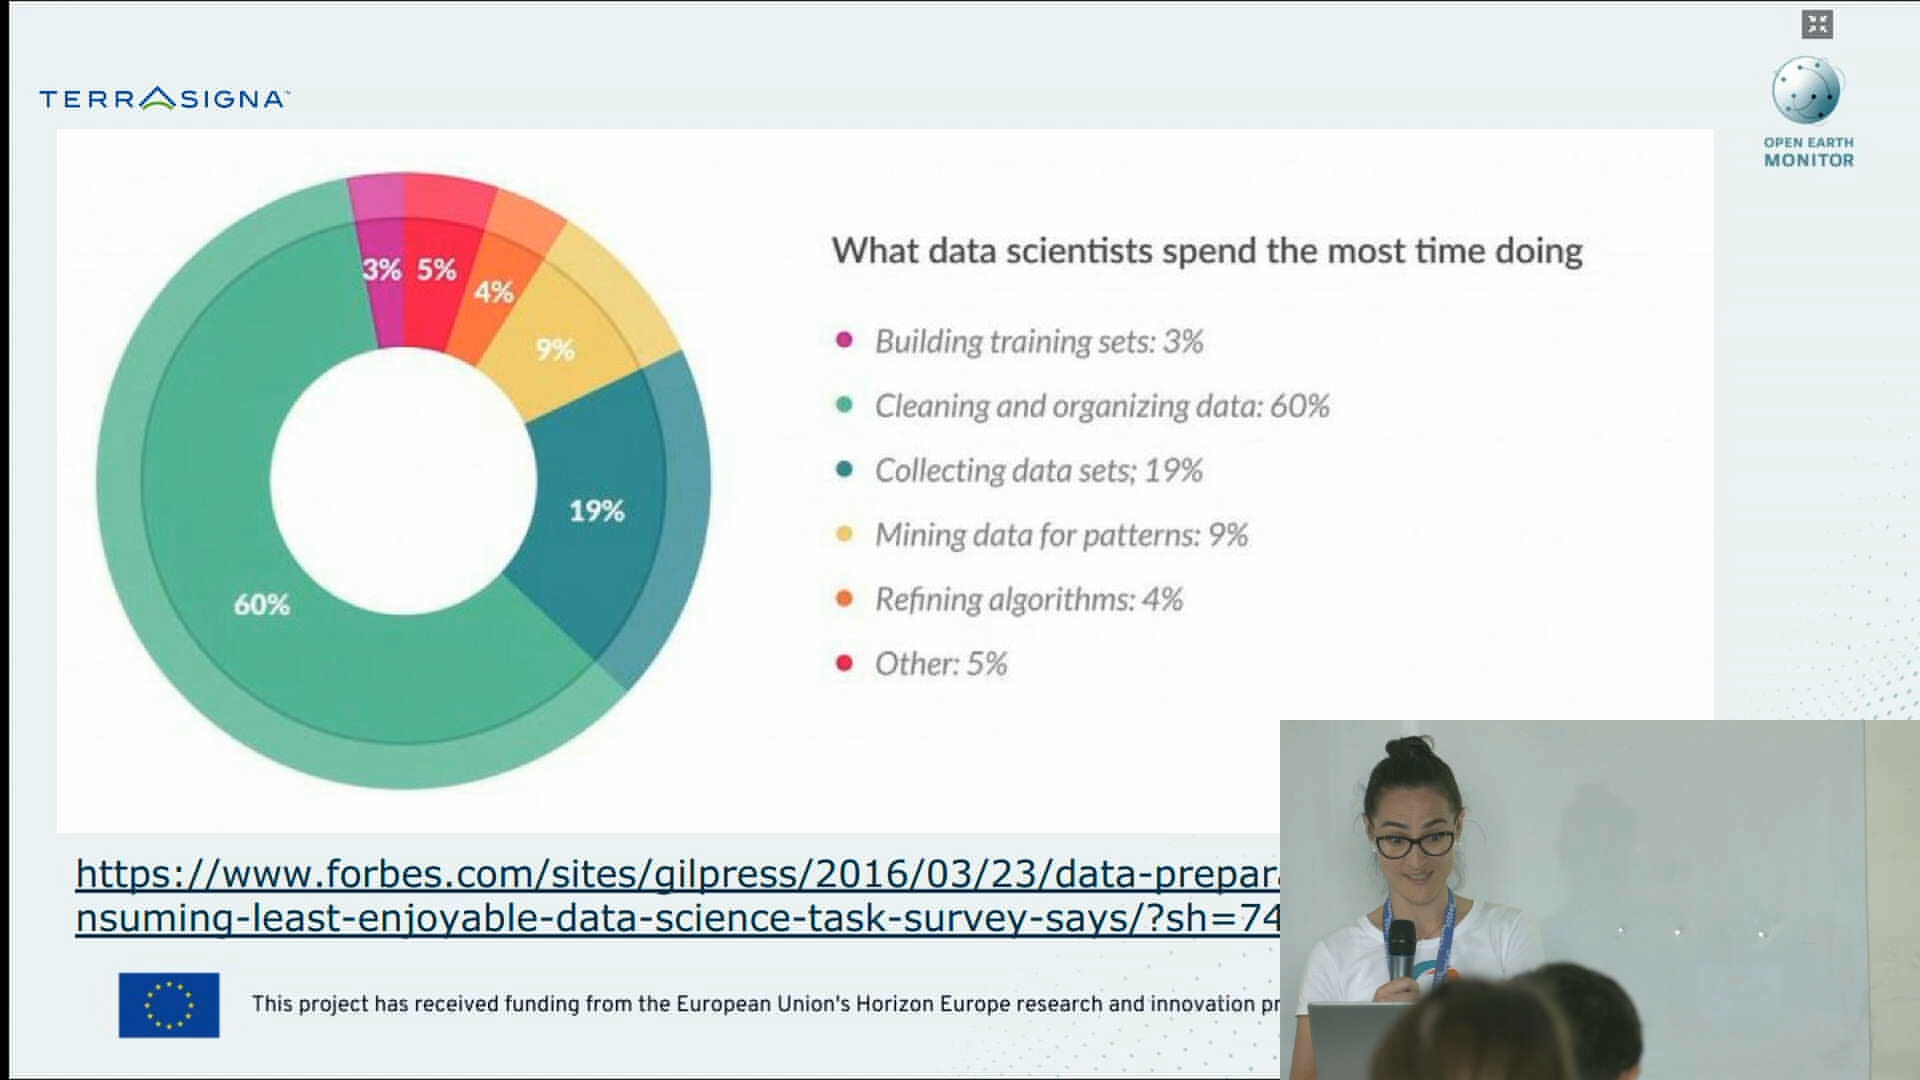 TERRASIGNA™
OPEN EARTH
MONITOR
3% 5%
4%
9%
19%
60%
What data scientists spend the most time doing
Building training sets: 3%
Cleaning and organizing data: 60%
Collecting data sets; 19%
Mining data for patterns: 9%
Refining algorithms: 4%
Other: 5%
https://www.forbes.com/sites/gilpress/2016/03/23/data-prepar
nsuming-least-enjoyable-data-science-task-survey-says/?sh=74
This project has received funding from the European Union's Horizon Europe research and innovation pr